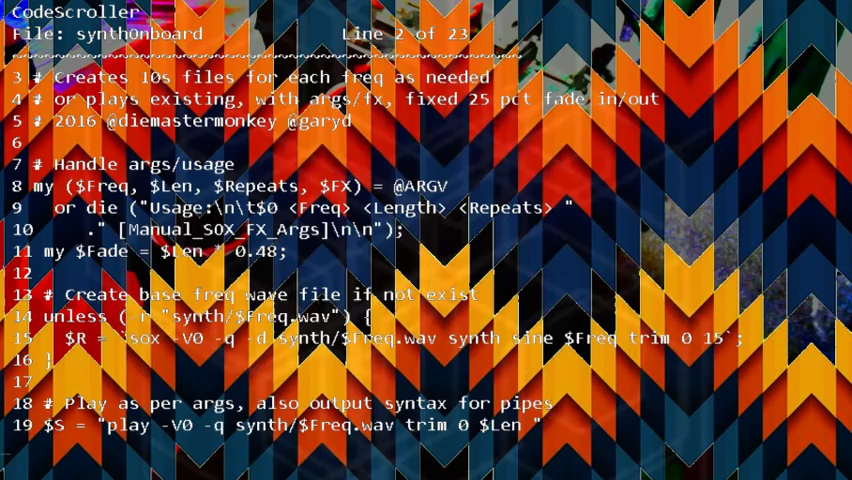 CodeScroller
File: synthOnboard Line 2 of 23
~~~~~~~~~~~~~~~~~~~~~~~~~~~~~~~~~~~~~~~~~~~~~~~
3 # Creates 10s files for each freq as needed
4 # or plays existing, with args/fx, fixed 25 pct fade in/out
5 # 2016 @diemastermonkey @garyd
6
7 # Handle args/usage
8 my ($Freq, $Len, $Repeats, $FX) = @ARGV
9 or die ("Usage:\n\t$0 <Freq> <Length> <Repeats> "
10 ." [Manual_SOX_FX_Args]\n\n");
11 my $Fade = $Len * 0.48;
12
13 # Create base freq wave file if not exist
14 unless (-r "synth/$Freq.wav") {
15 $R = `sox -V0 -q -d synth/$Freq.wav synth sine $Freq trim 0 15`;
16 }
17
18 # Play as per args, also output syntax for pipes
19 $S = "play -V0 -q synth/$Freq.wav trim 0 $Len "